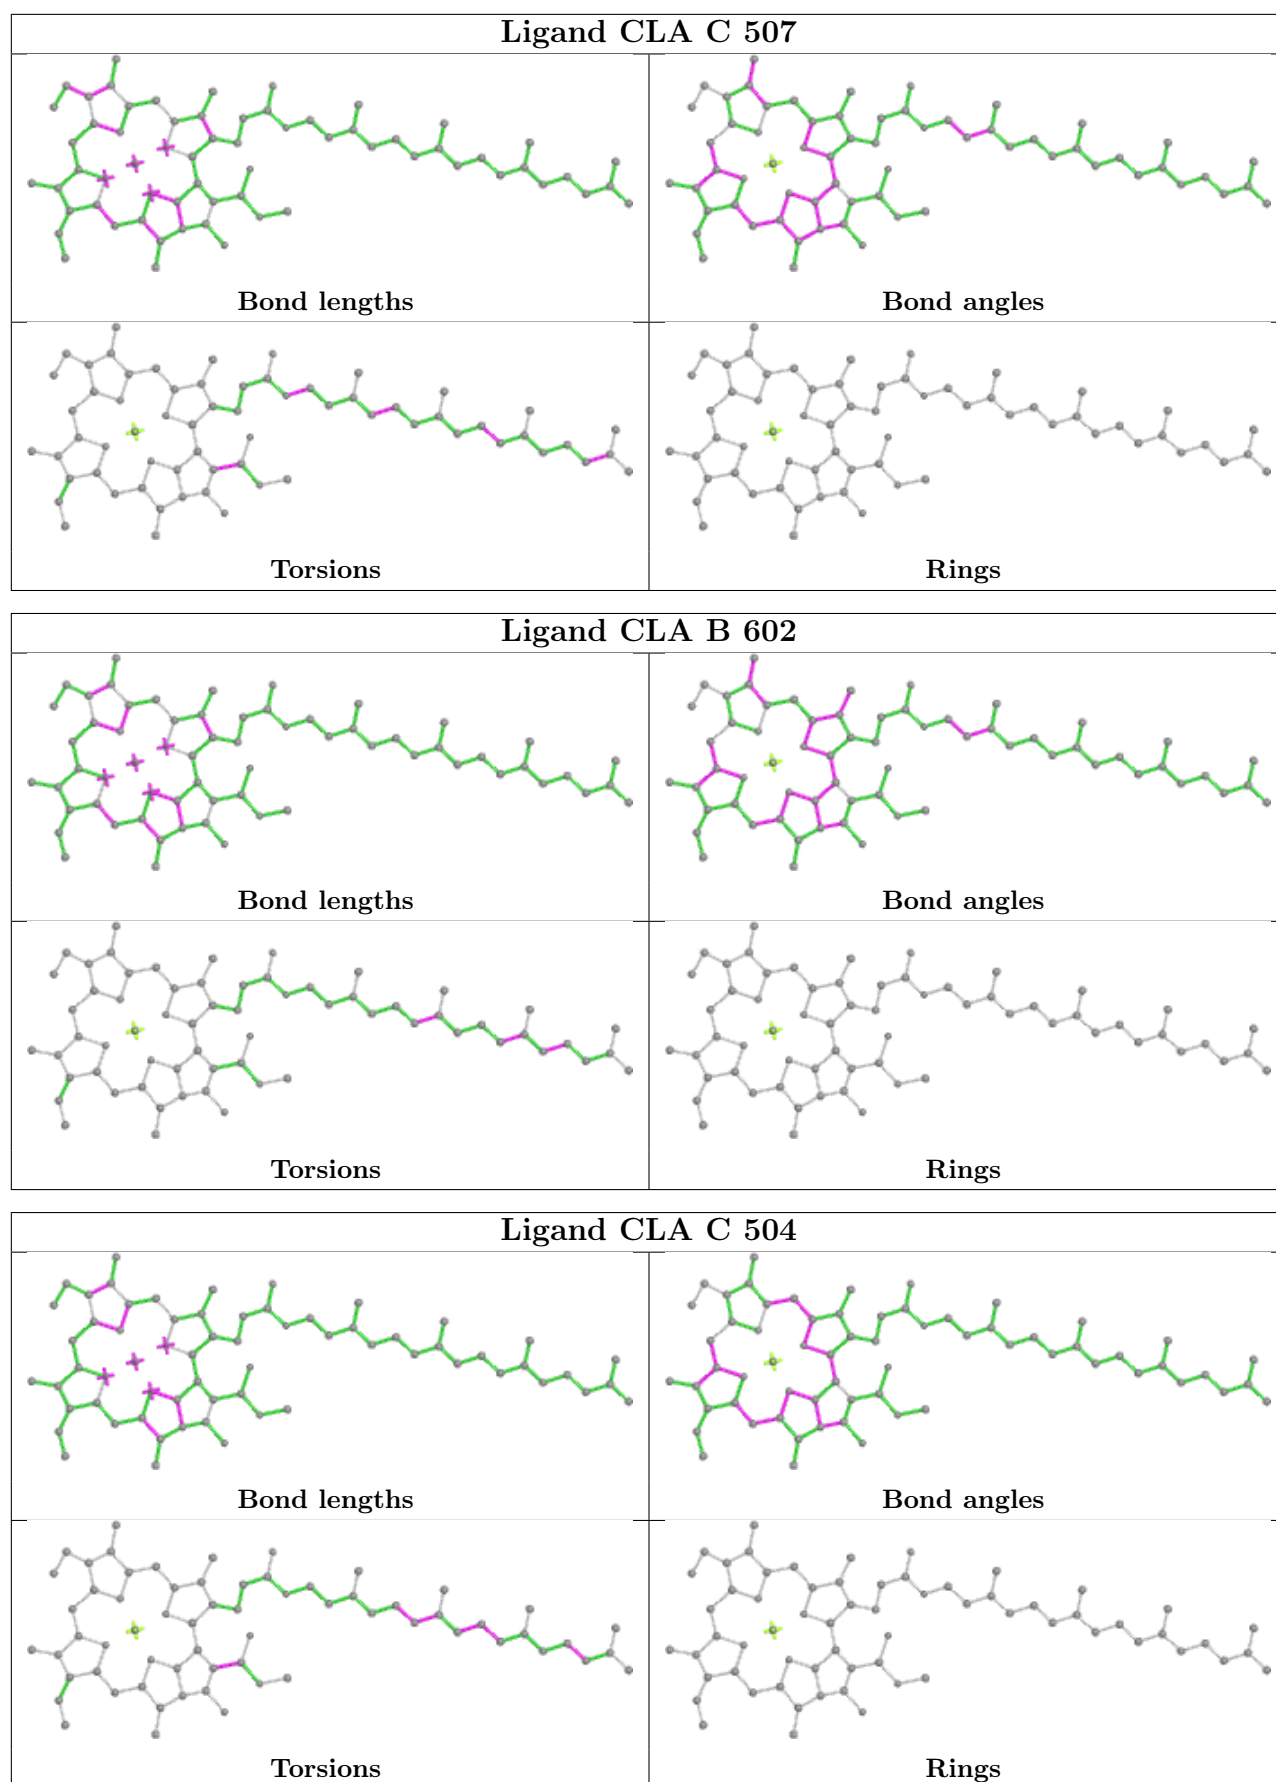 Ligand CLA C 507
Bond lengths
Bond angles
Torsions
Rings
Ligand CLA B 602
Bond lengths
Bond angles
Torsions
Rings
Ligand CLA C 504
Bond lengths
Bond angles
Torsions
Rings